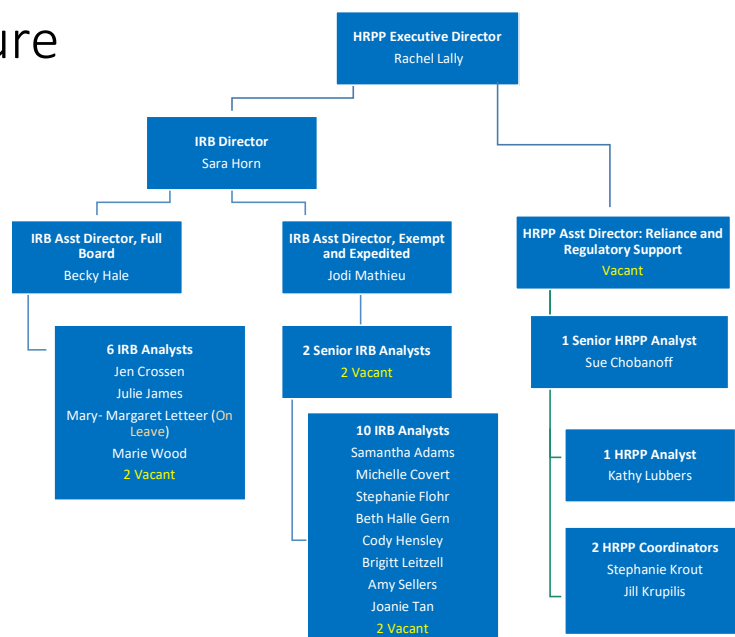 ure
HRPP Executive Director
Rachel Lally
IRB Director
Sara Horn
IRB Asst Director, Full
Board
Becky Hale
IRB Asst Director, Exempt
and Expedited
Jodi Mathieu
HRPP Asst Director: Reliance and
Regulatory Support
Vacant
6 IRB Analysts
Jen Crossen
Julie James
Mary- Margaret Letteer (On
Leave)
Marie Wood
2 Vacant
2 Senior IRB Analysts
2 Vacant
10 IRB Analysts
Samantha Adams
Michelle Covert
Stephanie Flohr
Beth Halle Gern
Cody Hensley
Brigitt Leitzell
Amy Sellers
Joanie Tan
2 Vacant
1 Senior HRPP Analyst
Sue Chobanoff
1 HRPP Analyst
Kathy Lubbers
2 HRPP Coordinators
Stephanie Krout
Jill Krupilis